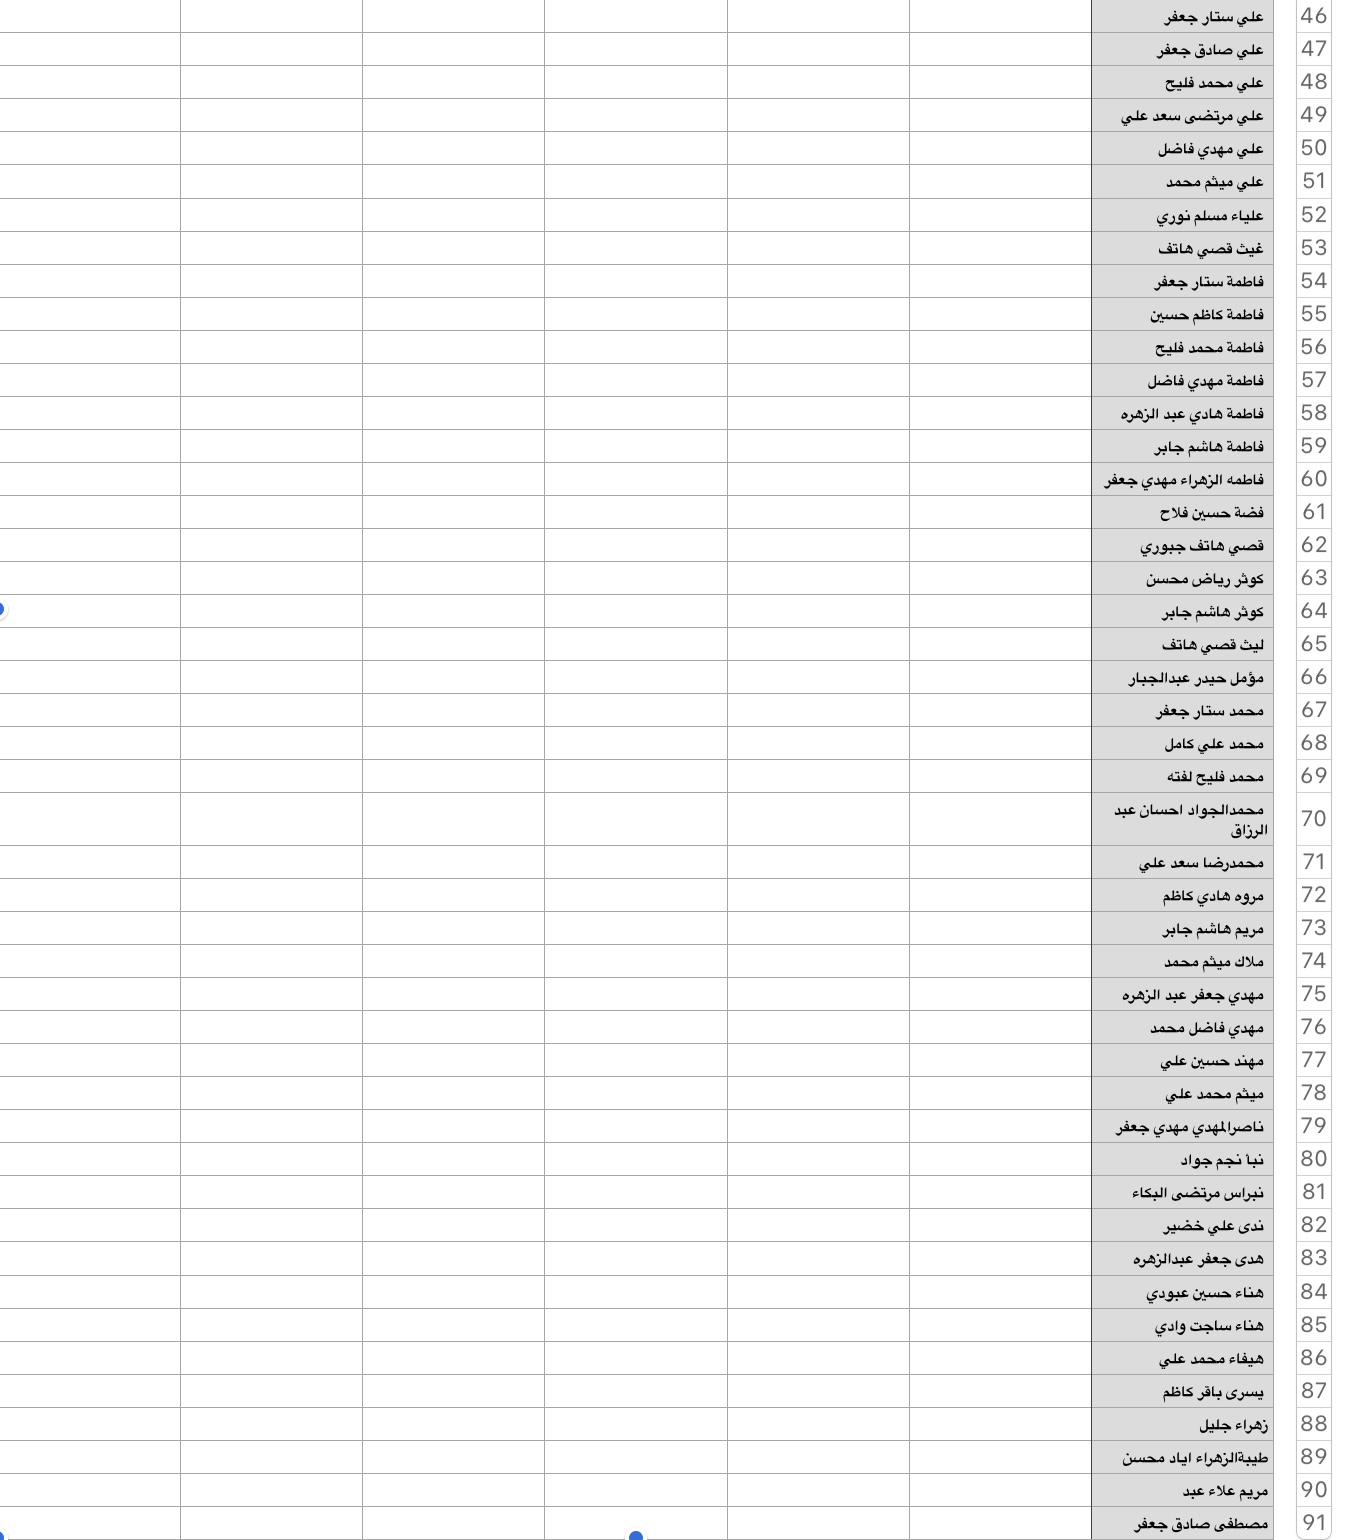 46 علي ستار جعفر
47 علي صادق جعفر
48 علي محمد فليح
49 علي مرتضى سعد علي
50 علي مهدي فاضل
51 علي ميثم محمد
52 علياء مسلم نوري
53 غيث قصي هاتف
54 فاطمة ستار جعفر
55 فاطمة كاظم حسين
56 فاطمة محمد فليح
57 فاطمة مهدي فاضل
58 فاطمة هادي عبد الزهره
59 فاطمة هاشم جابر
60 فاطمه الزهراء مهدي جعفر
61 فضة حسين فلاح
62 قصي هاتف جبوري
63 كوثر رياض محسن
64 كوثر هاشم جابر
65 ليث قصي هاتف
66 مؤمل حيدر عبدالجبار
67 محمد ستار جعفر
68 محمد علي كامل
69 محمد فليح لفته
70 محمدالجواد احسان عبد
الرزاق
71 محمدرضا سعد علي
72 مروه هادي كاظم
73 مريم هاشم جابر
74 ملاك ميثم محمد
75 مهدي جعفر عبد الزهره
76 مهدي فاضل محمد
77 مهند حسين علي
78 ميثم محمد علي
79 ناصرالمهدي مهدي جعفر
80 نبأ نجم جواد
81 نبراس مرتضى البكاء
82 ندى علي خضير
83 هدى جعفر عبدالزهره
84 هناء حسين عبودي
85 هناء ساجت وادي
86 هيفاء محمد علي
87 يسرى باقر كاظم
88 زهراء جليل
89 طيبةالزهراء اياد محسن
90 مريم علاء عبد
91 مصطفى صادق جعفر